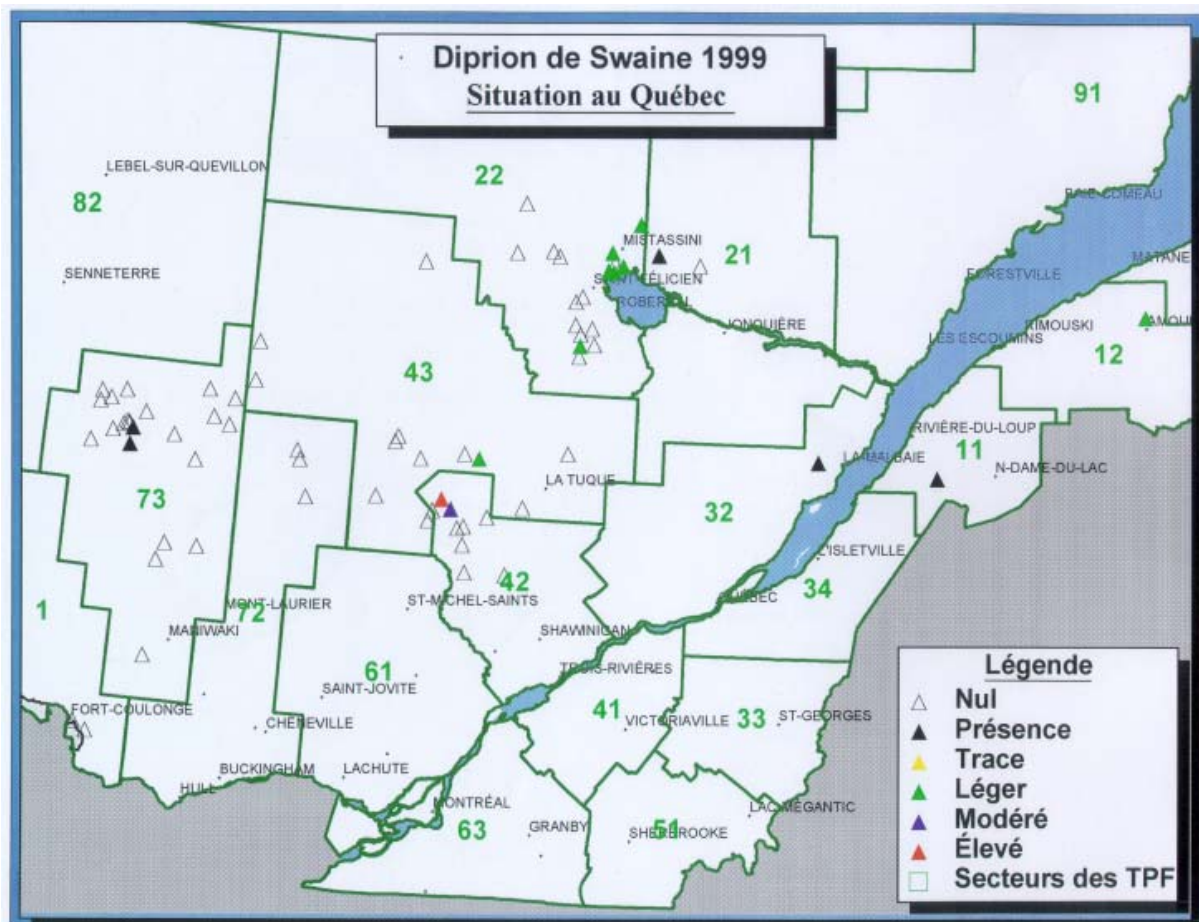 Diprion de Swaine 1999
Situation au Québec
91
LEBEL-SUR-QUEVILLON
22
82
BAIE-COMEAU
MISTASSINI
21
MATANE
SENNETERRE
SAINT-FÉLICIEN
FORESTVILLE
ROBERVAL
JONQUIÈRE
RIMOUSKI
LES ESCOUMINS
12
43
RIVIÈRE-DU-LOUP
11
LA-MALBAIE
N-DAME-DU-LAC
73
LA TUQUE
32
L'ISLETVILLE
42
34
1
MONT-LAURIER
72
ST-MICHEL-SAINTS
QUÉBEC
MANIWAKI
SHAWINIGAN
61
TROIS-RIVIÈRES
SAINT-JOVITE
FORT-COULONGE
CHENEVILLE
41
VICTORIAVILLE
33
ST-GEORGES
BUCKINGHAM
LACHUTE
HULL
MONTRÉAL
63
GRANBY
SHERBROOKE
51
LAC-MÉGANTIC
Légende
Nul
Présence
Trace
Léger
Modéré
Élevé
Secteurs des TPF